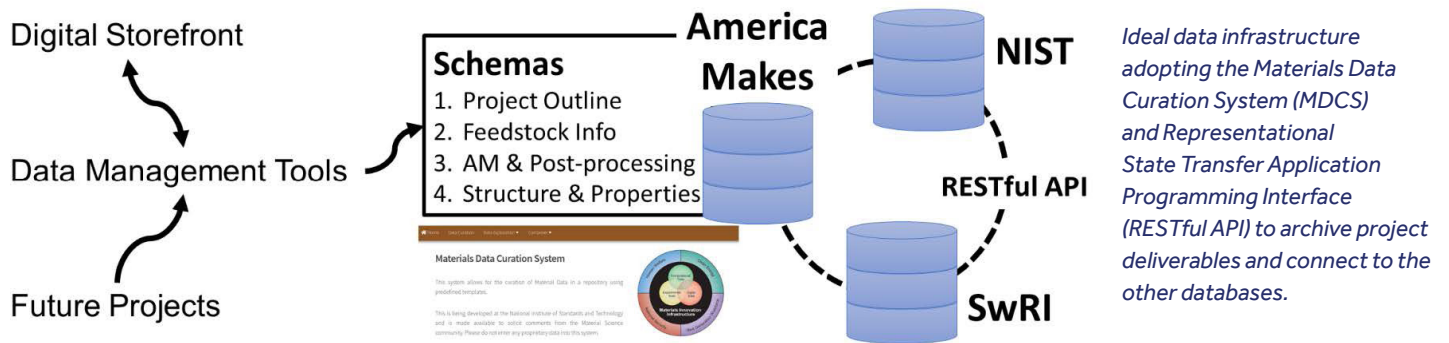 Digital Storefront
Data Management Tools
Future Projects
Schemas
1. Project Outline
2. Feedstock Info
3. AM & Post-processing
4. Structure & Properties
Home
Materials Data Curation System
This system allows for the curation of Material Data in a repository using
predefined templates.
This is being developed at the National Institute of Standards and Technology
and is made available to solicit comments from the Material Science
community. Please do not enter any proprietary data into this system.
Materials Innovation
Infrastructure
America
Makes
NIST
RESTful API
SwRI
Ideal data infrastructure
adopting the Materials Data
Curation System (MDCS)
and Representational
State Transfer Application
Programming Interface
(RESTful API) to archive project
deliverables and connect to the
other databases.